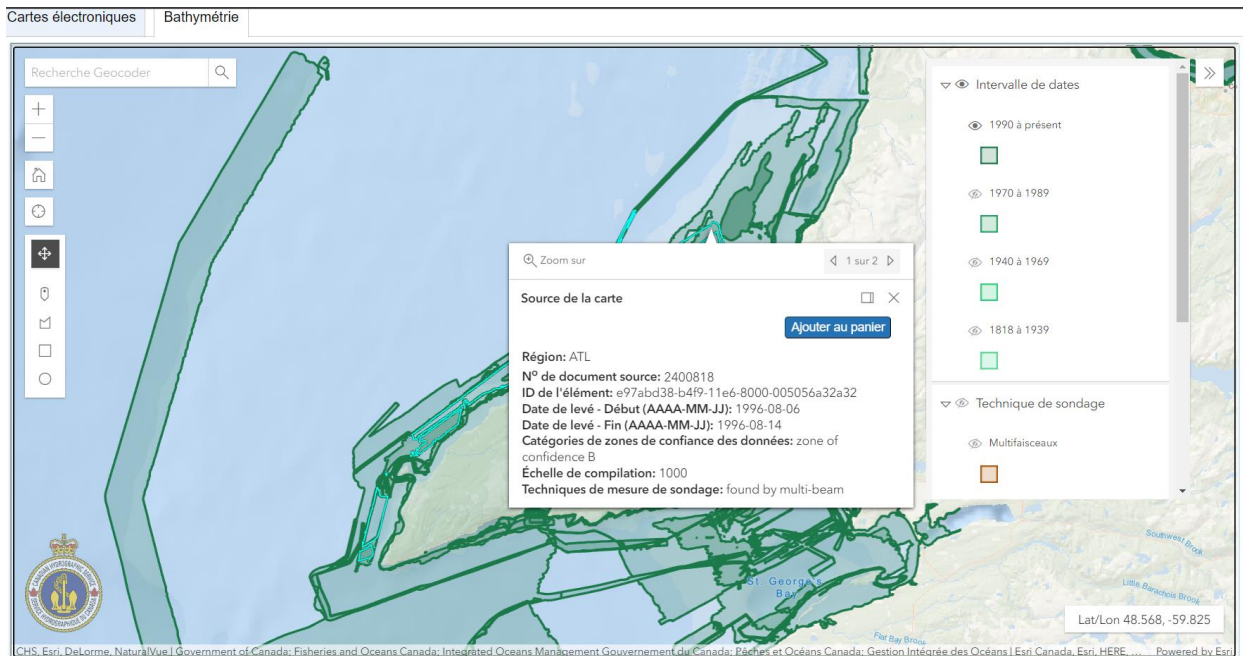 Cartes électroniques
Bathymétrie
Recherche Geocoder
Intervalle de dates
1990 à présent
1970 à 1989
1940 à 1969
1818 à 1939
Technique de sondage
Multifaisceaux
Zoom sur
1 sur 2
Source de la carte
Ajouter au panier
Région: ATL
Nº de document source: 2400818
ID de l'élément: e97abd38-b4f9-11e6-8000-005056a32a32
Date de levé - Début (AAAA-MM-JJ): 1996-08-06
Date de levé - Fin (AAAA-MM-JJ): 1996-08-14
Catégories de zones de confiance des données: zone of
confidence B
Échelle de compilation: 1000
Techniques de mesure de sondage: found by multi-beam
Southwest Brook
St. George's
Bay
Little Barachois Brook
Flat Bay Brook
Lat/Lon 48.568, -59.825
CANADIAN HYDROGRAPHIC SERVICE
SERVICE HYDROGRAPHIQUE DU CANADA
CHS, Esri, DeLorme, NaturalVue | Government of Canada; Fisheries and Oceans Canada; Integrated Oceans Management Gouvernement du Canada; Pêches et Océans Canada; Gestion Intégrée des Océans | Esri Canada, Esri, HERE, ... Powered by Esri